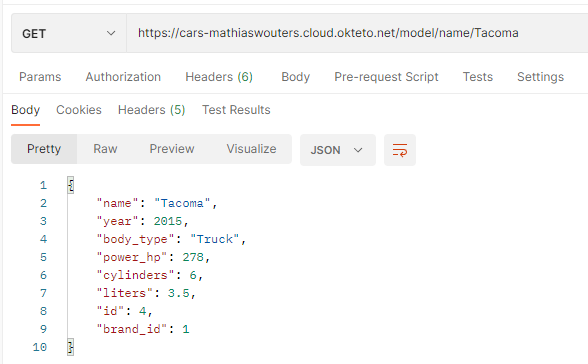 GET https://cars-mathiaswouters.cloud.okteto.net/model/name/Tacoma
Params Authorization Headers (6) Body Pre-request Script Tests Settings
Body Cookies Headers (5) Test Results
Pretty Raw Preview Visualize JSON
1 {
2 "name": "Tacoma",
3 "year": 2015,
4 "body_type": "Truck",
5 "power_hp": 278,
6 "cylinders": 6,
7 "liters": 3.5,
8 "id": 4,
9 "brand_id": 1
10 }